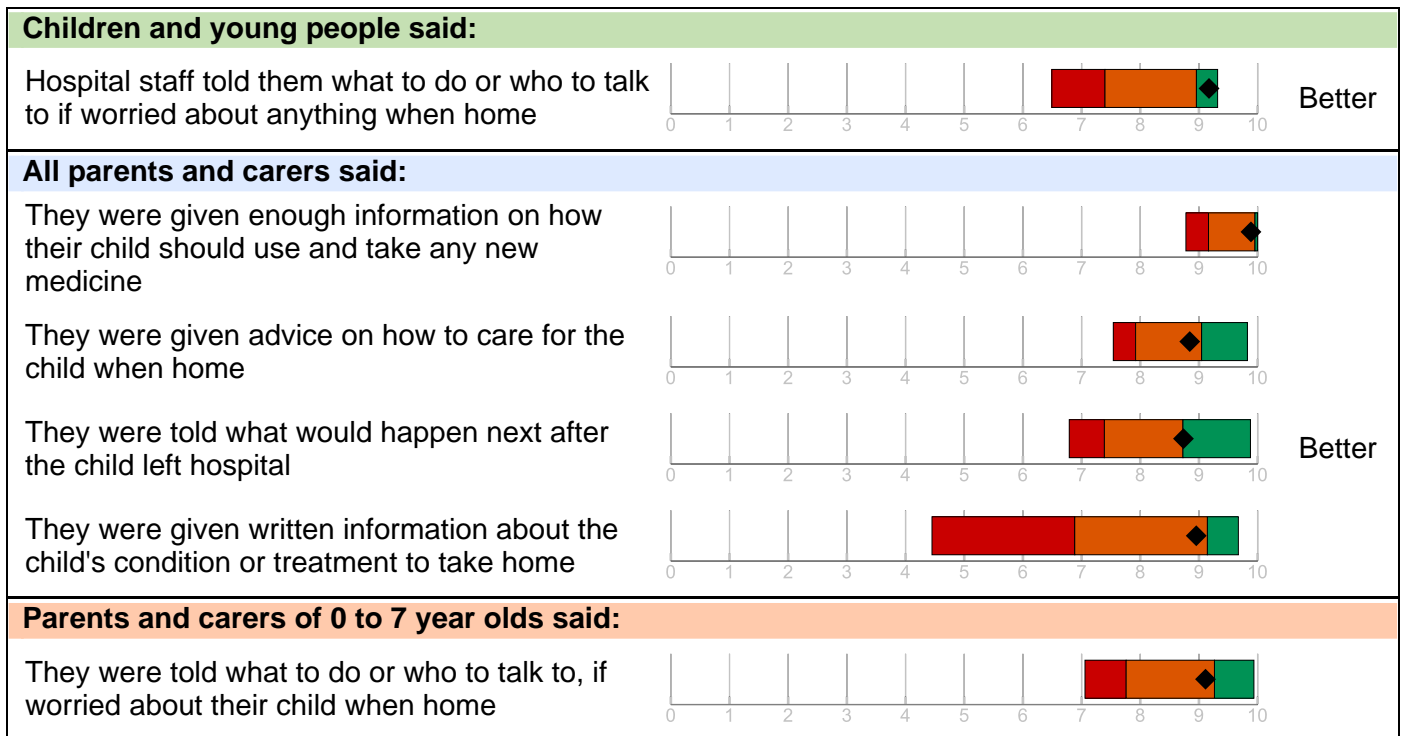 Children and young people said:
Hospital staff told them what to do or who to talk
to if worried about anything when home
0 1 2 3 4 5 6 7 8 9 10
Better
All parents and carers said:
They were given enough information on how
their child should use and take any new
medicine
0 1 2 3 4 5 6 7 8 9 10
They were given advice on how to care for the
child when home
0 1 2 3 4 5 6 7 8 9 10
They were told what would happen next after
the child left hospital
0 1 2 3 4 5 6 7 8 9 10
Better
They were given written information about the
child's condition or treatment to take home
0 1 2 3 4 5 6 7 8 9 10
Parents and carers of 0 to 7 year olds said:
They were told what to do or who to talk to, if
worried about their child when home
0 1 2 3 4 5 6 7 8 9 10